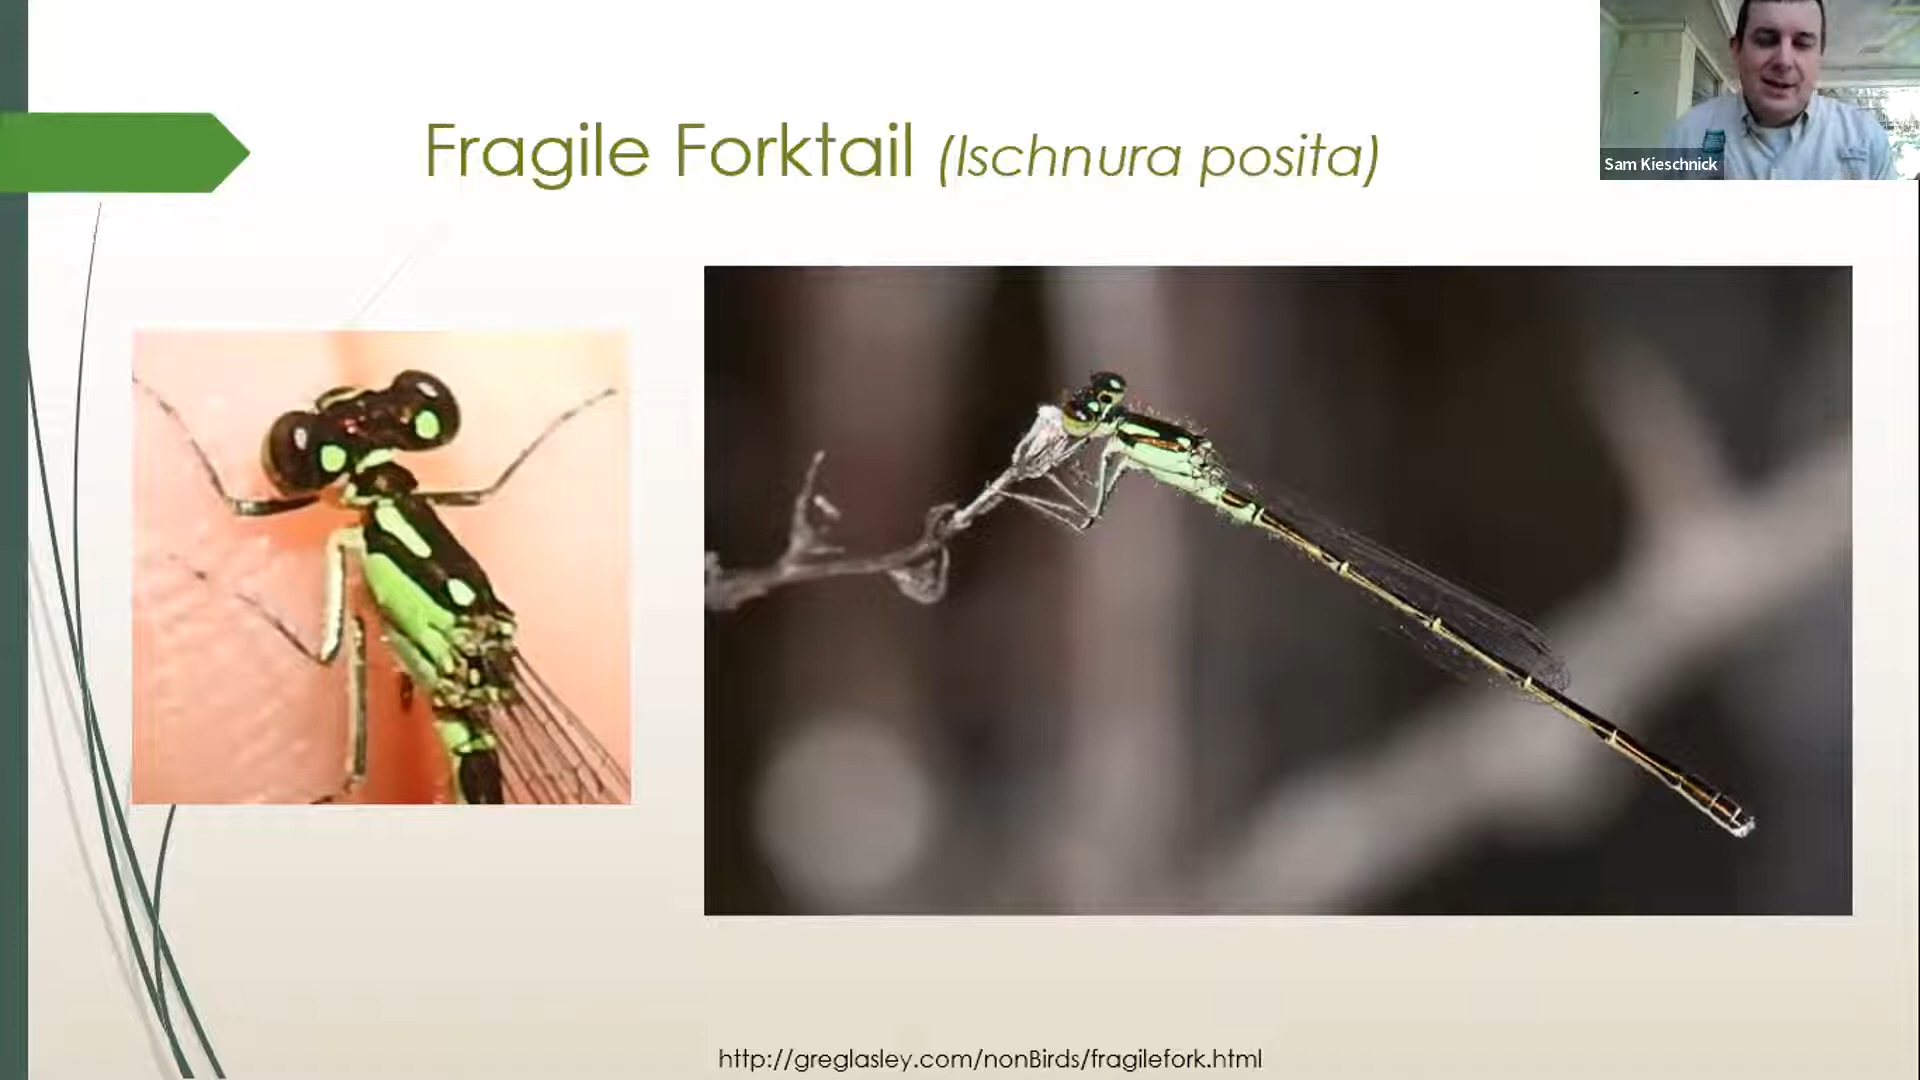 Fragile Forktail (Ischnura posita)
Sam Kieschnick
http://greglasley.com/nonBirds/fragilefork.html